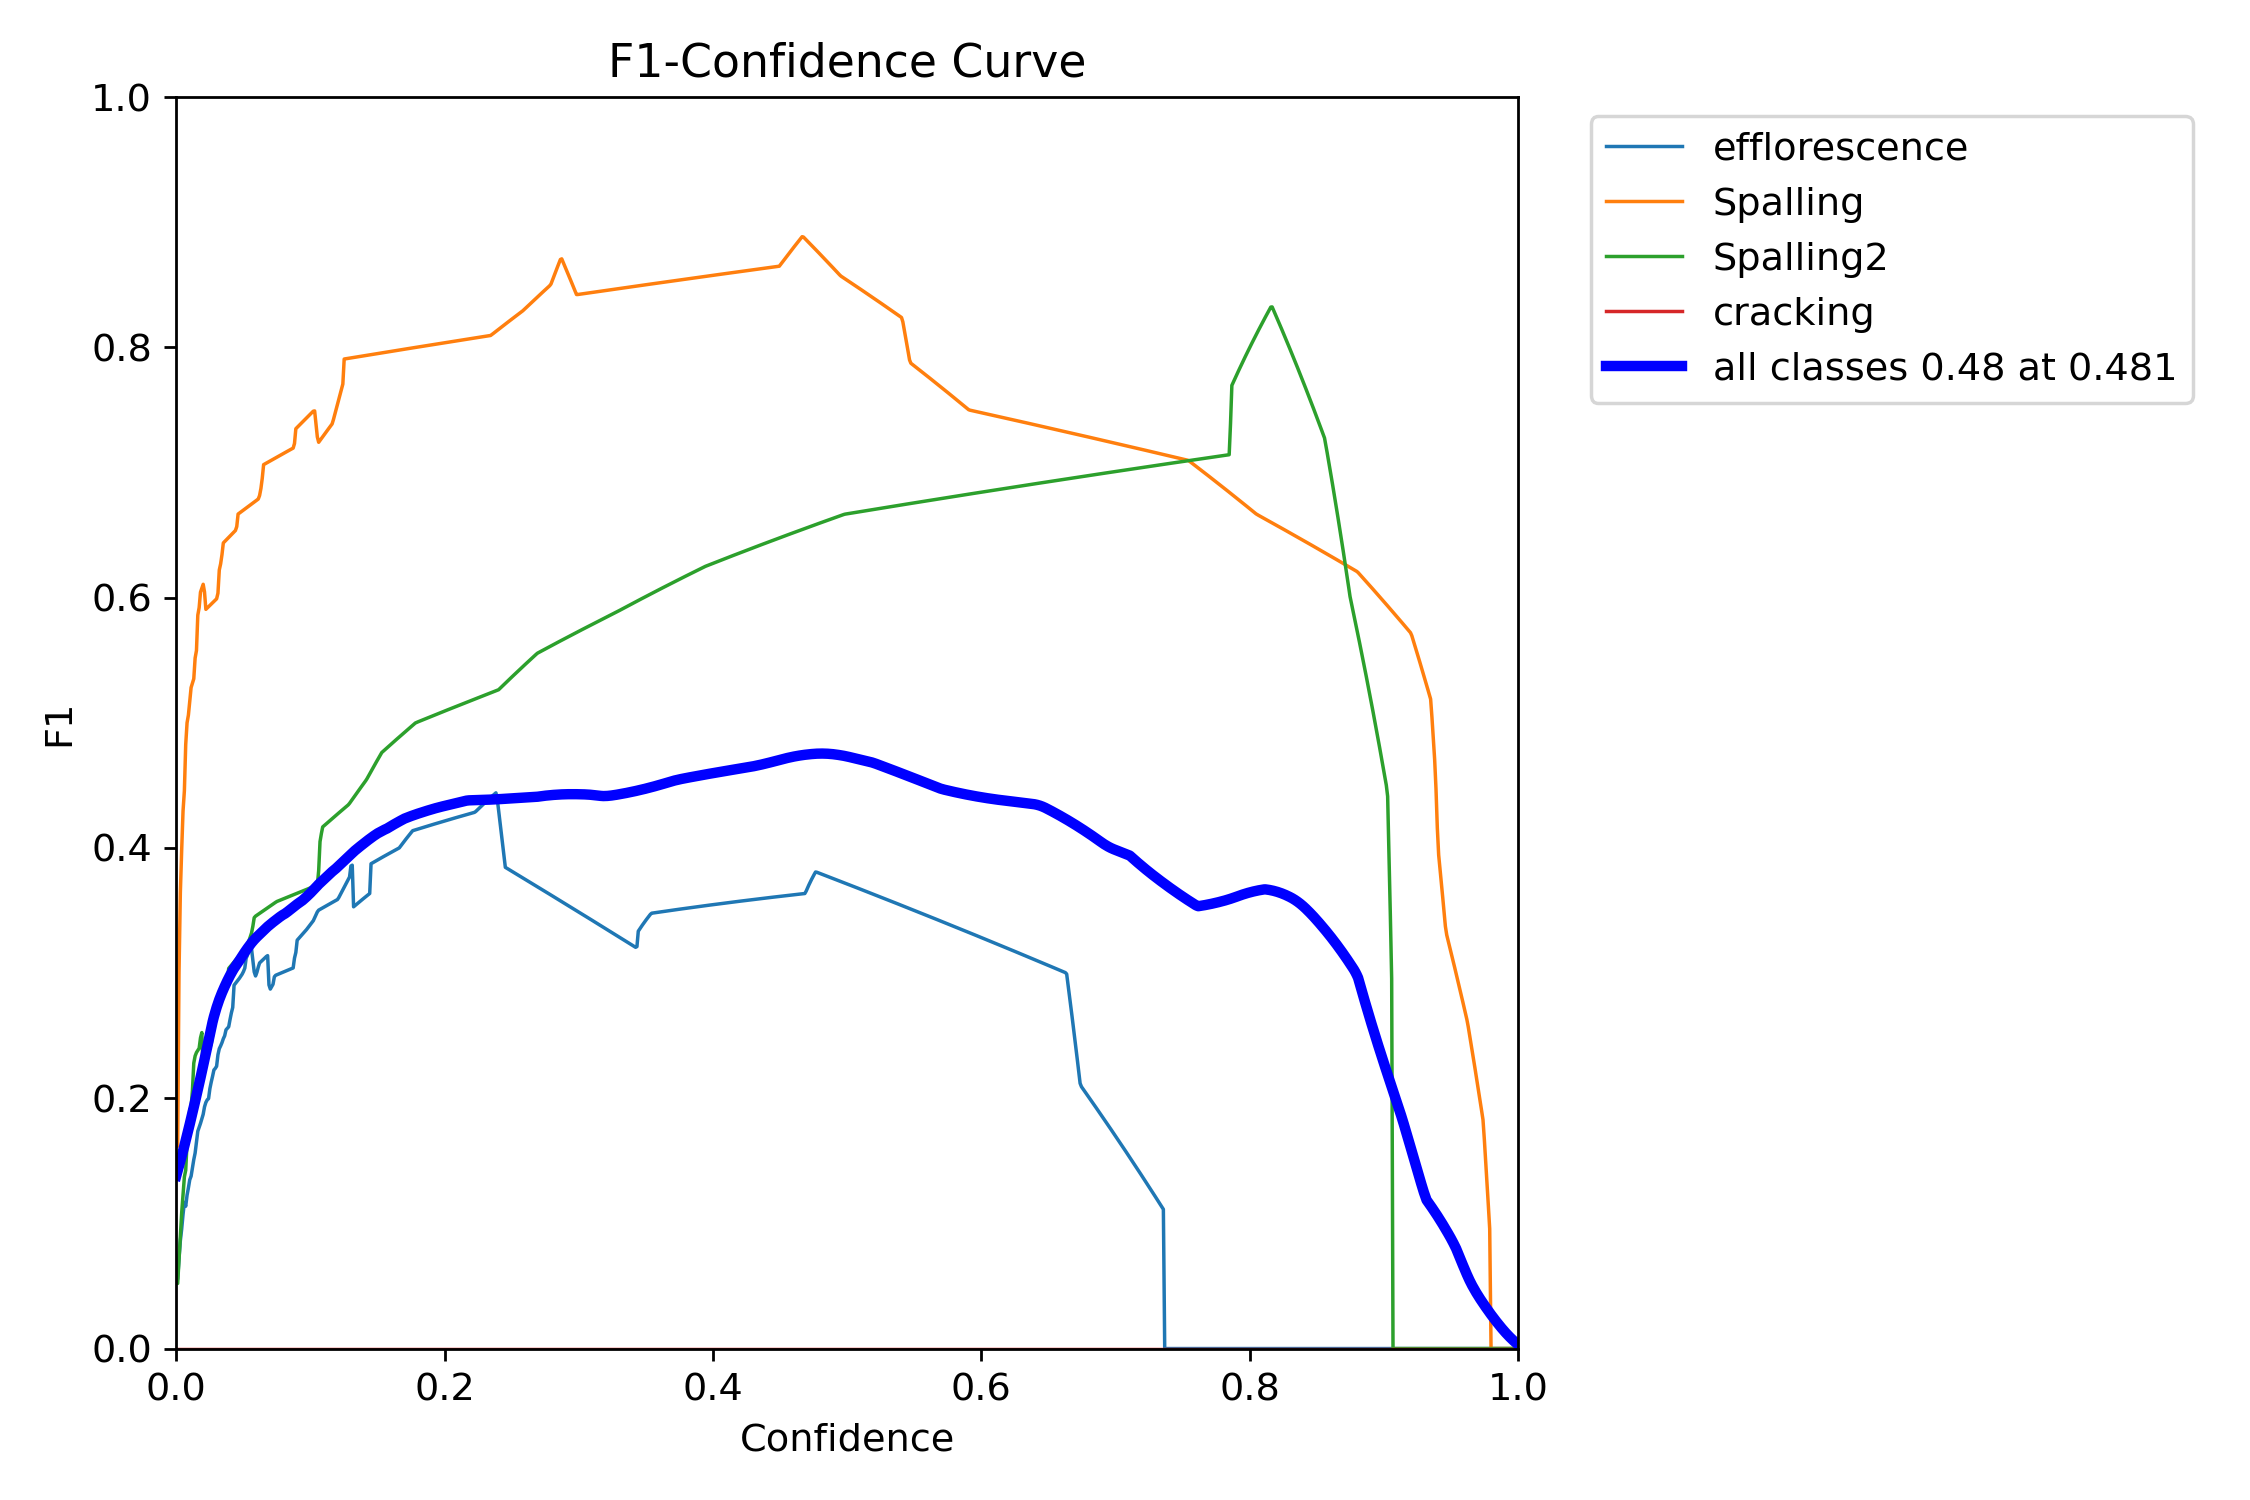 F1-Confidence Curve
1.0
0.8
0.6
0.4
0.2
0.0
F1
0.0 0.2 0.4 0.6 0.8 1.0
Confidence
efflorescence
Spalling
Spalling2
cracking
all classes 0.48 at 0.481